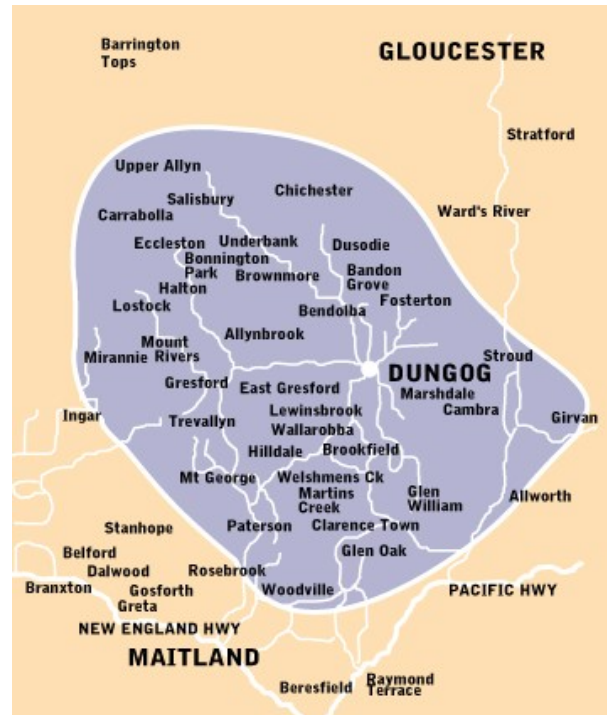 Barrington
Tops
GLOUCESTER
Stratford
Upper Allyn
Chichester
Salisbury
Carrabolla
Ward's River
Eccleston
Underbank
Dusodie
Bonnington
Park
Brownmore
Bandon
Grove
Halton
Fosterton
Lostock
Bendolba
Allynbrook
Mount
Rivers
Mirannie
Stroud
Gresford
DUNGOG
East Gresford
Marshdale
Cambra
Lewinsbrook
Ingar
Trevallyn
Girvan
Wallarobba
Hilldale
Brookfield
Mt George
Welshmens Ck
Martins
Creek
Glen
William
Allworth
Stanhope
Paterson
Clarence Town
Belford
Glen Oak
Dalwood
Rosebrook
Branxton
Gosforth
Woodville
PACIFIC HWY
Greta
NEW ENGLAND HWY
MAITLAND
Beresfield
Raymond
Terrace